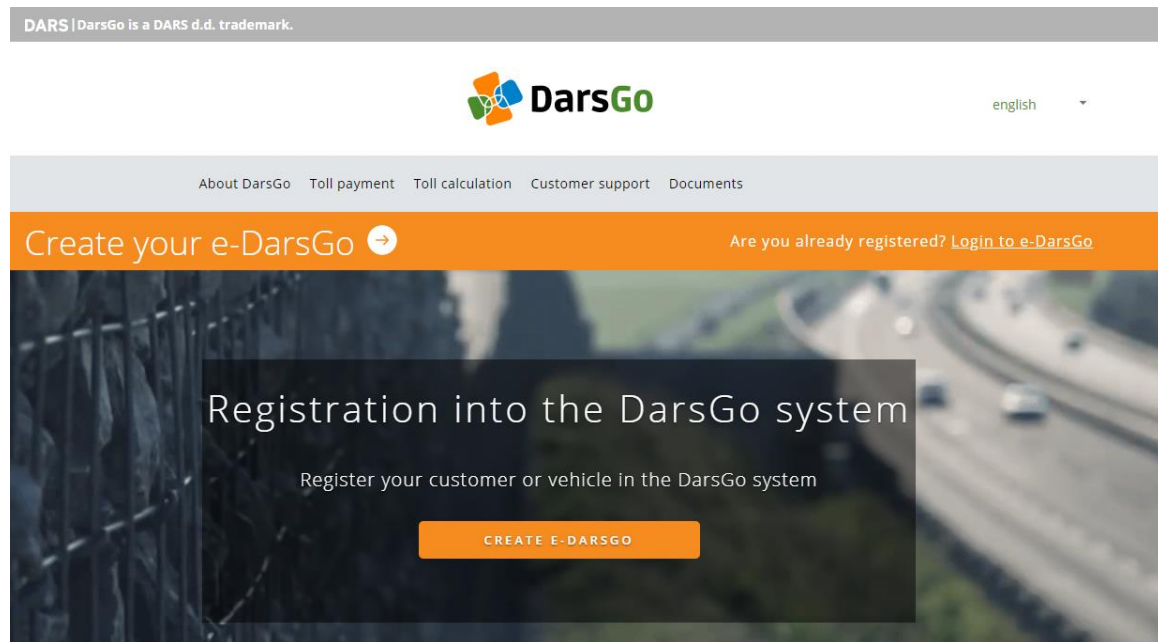 DARS | DarsGo is a DARS d.d. trademark.
DarsGo
english
About DarsGo Toll payment Toll calculation Customer support Documents
Create your e-DarsGo
Are you already registered? Login to e-DarsGo
Registration into the DarsGo system
Register your customer or vehicle in the DarsGo system
CREATE E-DARSGO